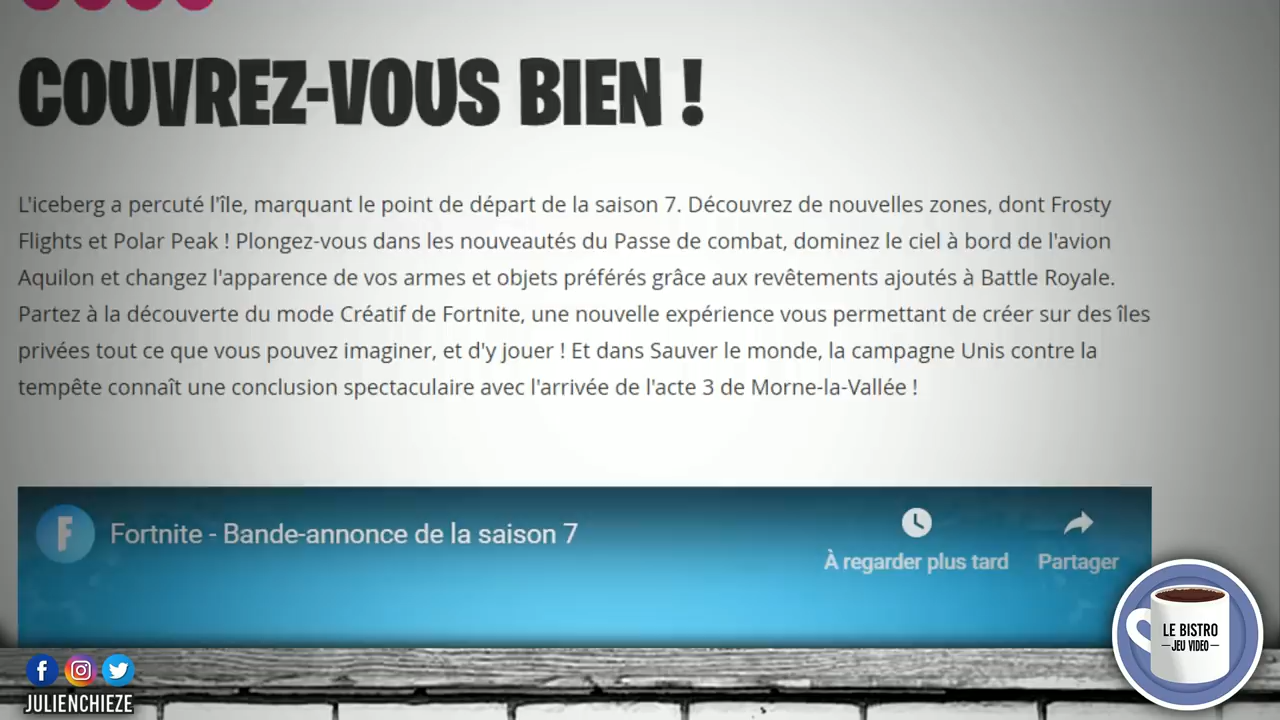 COUVREZ-VOUS BIEN !
L'iceberg a percuté l'île, marquant le point de départ de la saison 7. Découvrez de nouvelles zones, dont Frosty
Flights et Polar Peak ! Plongez-vous dans les nouveautés du Passe de combat, dominez le ciel à bord de l'avion
Aquilon et changez l'apparence de vos armes et objets préférés grâce aux revêtements ajoutés à Battle Royale.
Partez à la découverte du mode Créatif de Fortnite, une nouvelle expérience vous permettant de créer sur des îles
privées tout ce que vous pouvez imaginer, et d'y jouer ! Et dans Sauver le monde, la campagne Unis contre la
tempête connaît une conclusion spectaculaire avec l'arrivée de l'acte 3 de Morne-la-Vallée !
F
Fortnite - Bande-annonce de la saison 7
À regarder plus tard
Partager
LE BISTRO
JEU VIDEO
JULIENCHIEZE